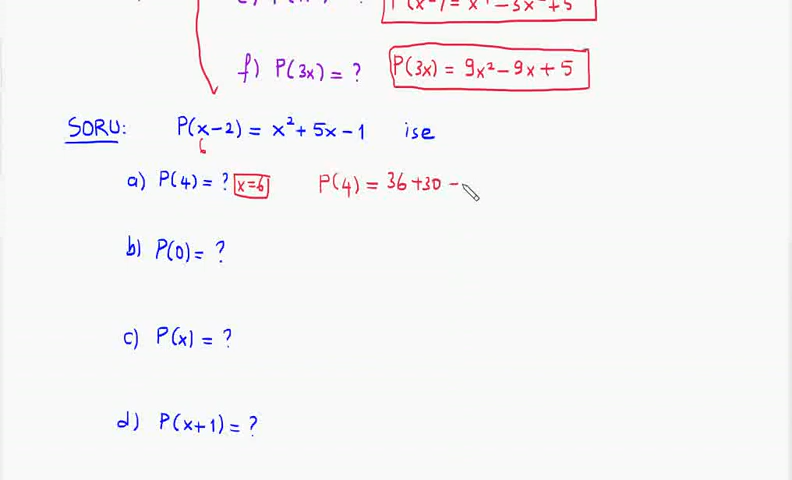 f) P(3x) = ? P(3x) = 9x² - 9x + 5
SORU: P(x-2) = x² + 5x - 1 ise
6
a) P(4) = ? x=6 P(4) = 36 + 30 -
b) P(0) = ?
c) P(x) = ?
d) P(x+1) = ?